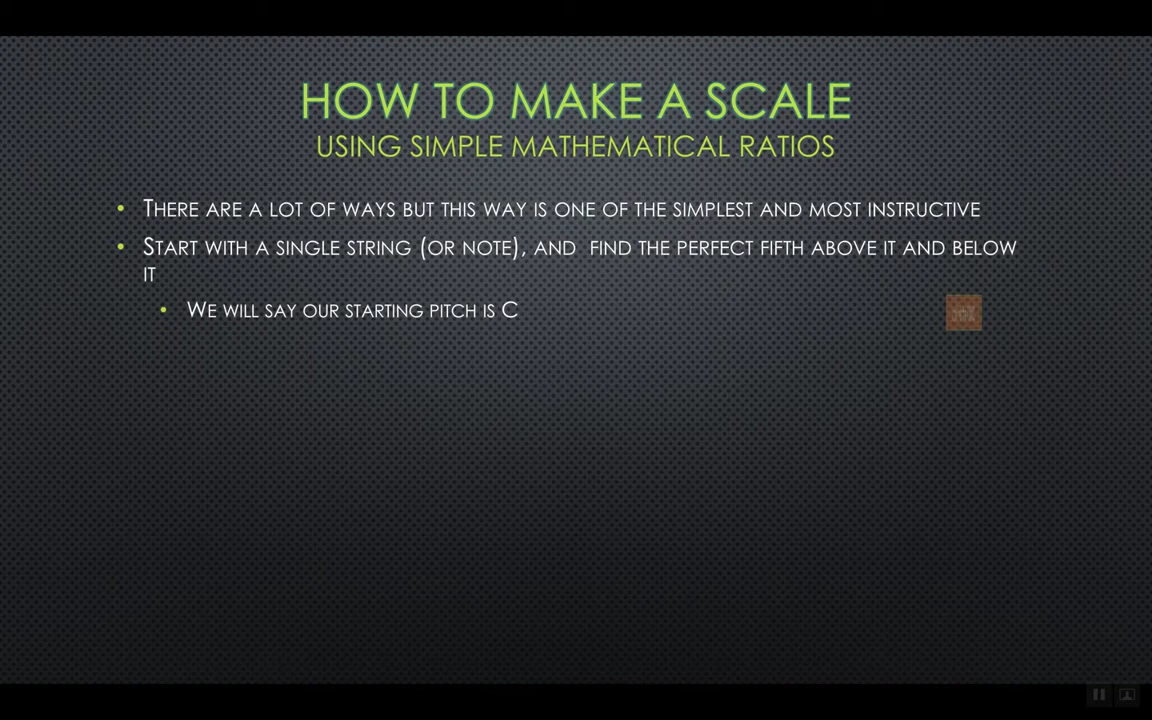 HOW TO MAKE A SCALE
USING SIMPLE MATHEMATICAL RATIOS
• THERE ARE A LOT OF WAYS BUT THIS WAY IS ONE OF THE SIMPLEST AND MOST INSTRUCTIVE
• START WITH A SINGLE STRING (OR NOTE), AND FIND THE PERFECT FIFTH ABOVE IT AND BELOW
IT
• WE WILL SAY OUR STARTING PITCH IS C